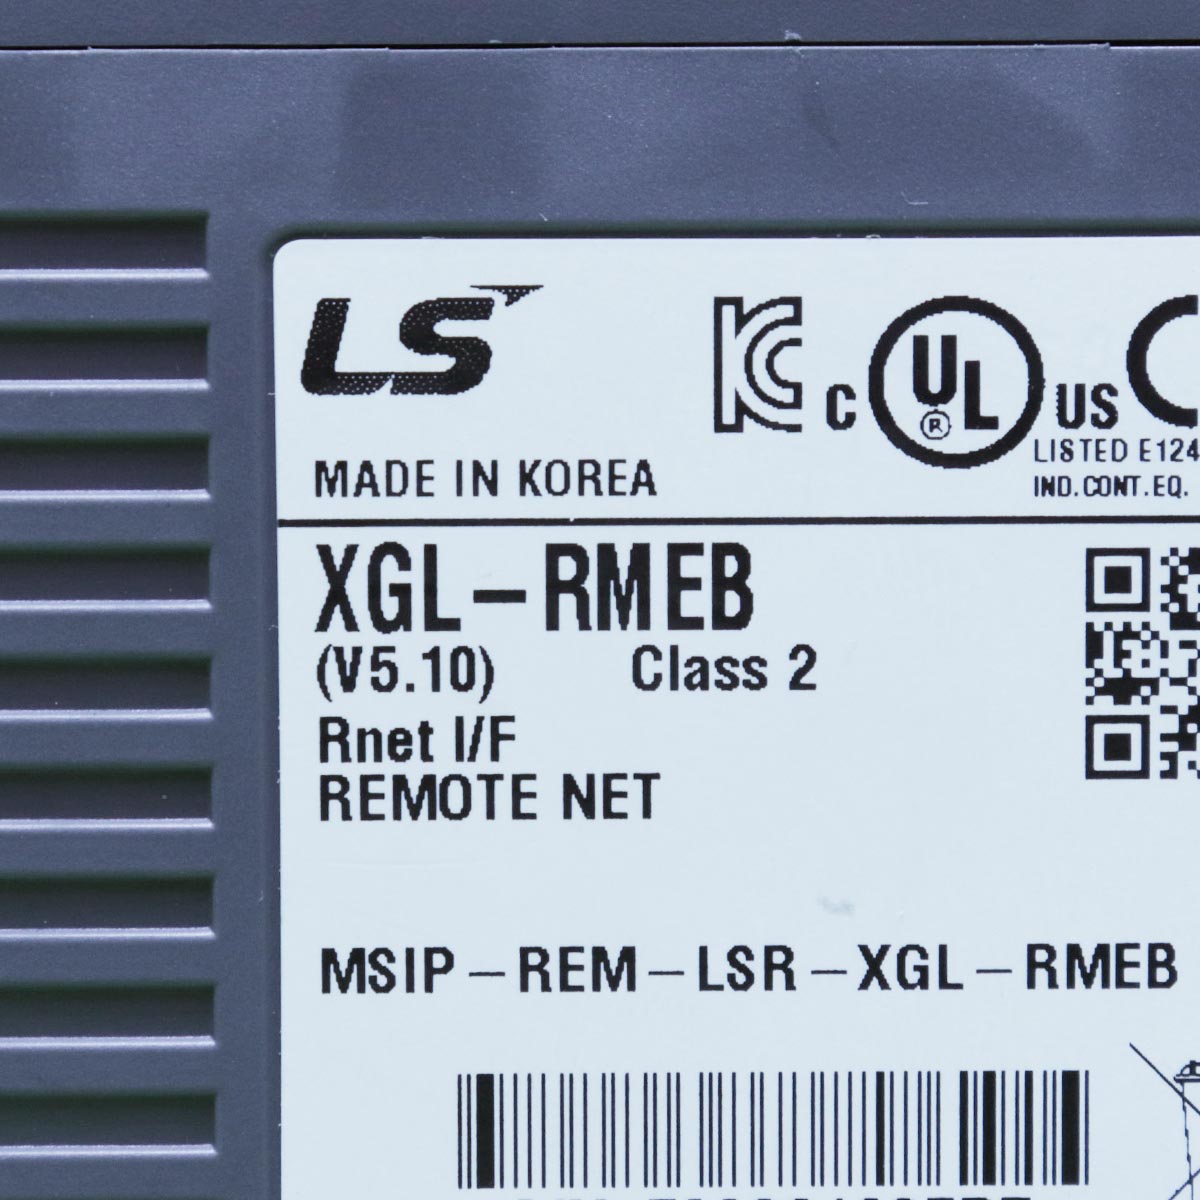 LS
KC
C UL US C
®
LISTED E124
IND.CONT.EQ.
MADE IN KOREA
XGL-RMEB
(V5.10) Class 2
Rnet I/F
REMOTE NET
MSIP-REM-LSR-XGL-RMEB